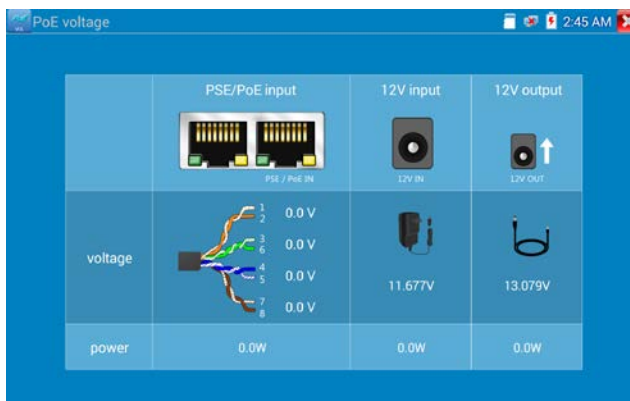 PoE voltage
2:45 AM
PSE/PoE input 12V input 12V output
PSE / PoE IN 12V IN 12V OUT
1
2
0.0 V
3
6
0.0 V
voltage
4
5
0.0 V
11.677V 13.079V
7
8
0.0 V
power 0.0W 0.0W 0.0W